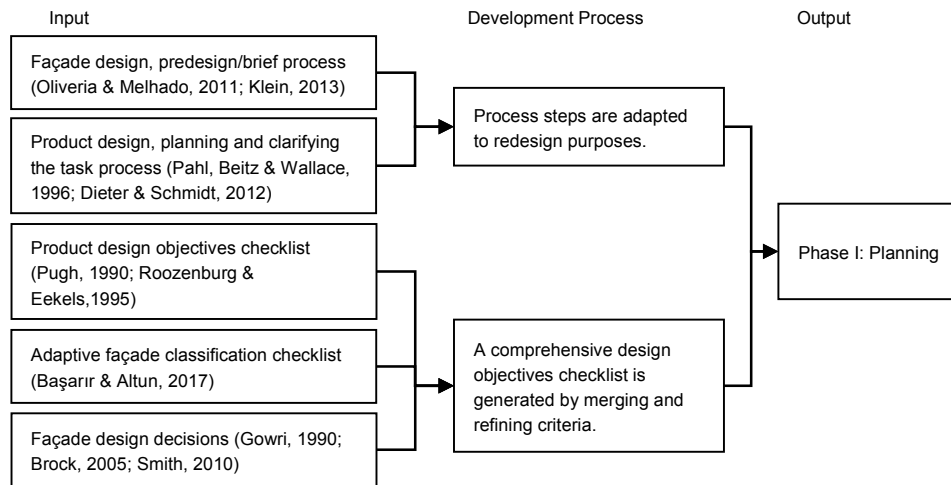 Input
Development Process
Output
Façade design, predesign/brief process
(Oliveria & Melhado, 2011; Klein, 2013)
Product design, planning and clarifying
the task process (Pahl, Beitz & Wallace,
1996; Dieter & Schmidt, 2012)
Product design objectives checklist
(Pugh, 1990; Roozenburg &
Eekels,1995)
Adaptive façade classification checklist
(Başarır & Altun, 2017)
Façade design decisions (Gowri, 1990;
Brock, 2005; Smith, 2010)
Process steps are adapted
to redesign purposes.
A comprehensive design
objectives checklist is
generated by merging and
refining criteria.
Phase I: Planning